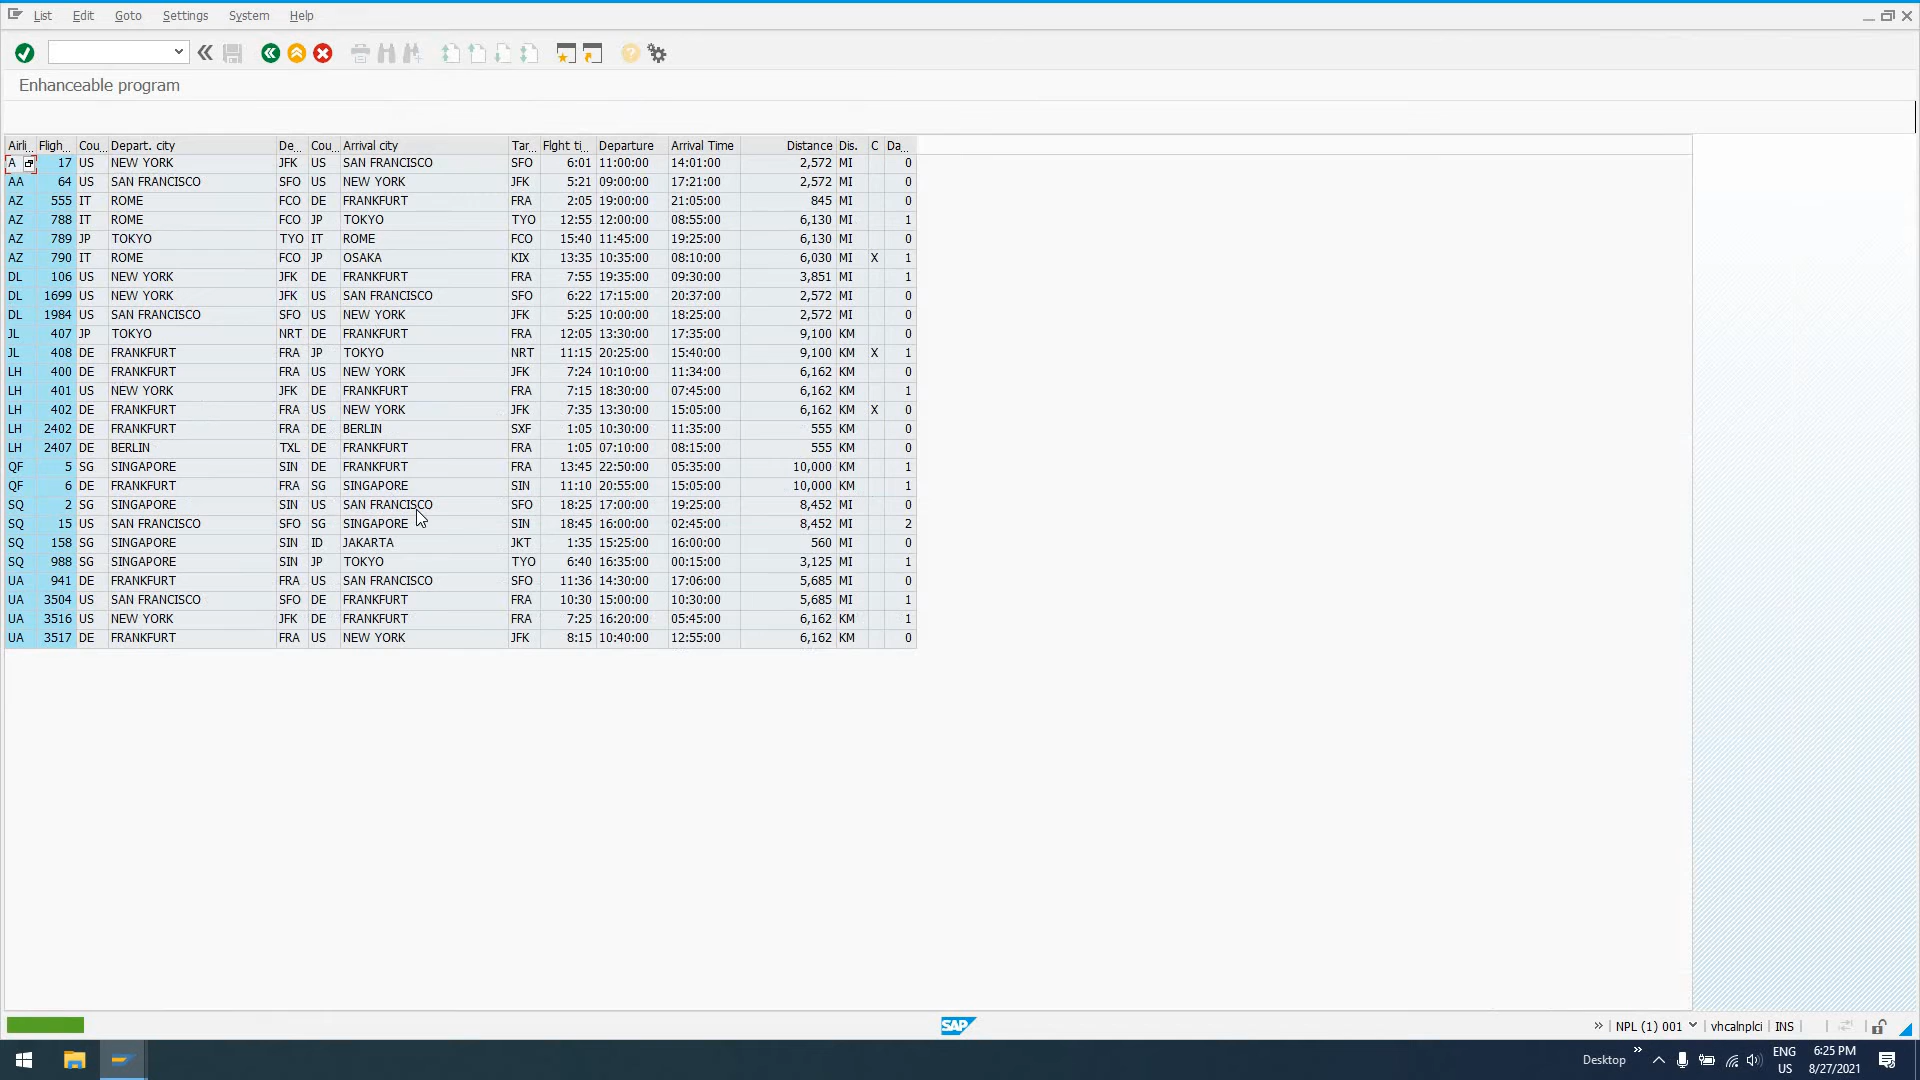 List Edit Goto Settings System Help
Enhanceable program
Airli... Fligh... Cou... Depart. city De... Cou... Arrival city Tar... Flght ti... Departure Arrival Time Distance Dis. C Da...
A 17 US NEW YORK JFK US SAN FRANCISCO SFO 6:01 11:00:00 14:01:00 2,572 MI 0
AA 64 US SAN FRANCISCO SFO US NEW YORK JFK 5:21 09:00:00 17:21:00 2,572 MI 0
AZ 555 IT ROME FCO DE FRANKFURT FRA 2:05 19:00:00 21:05:00 845 MI 0
AZ 788 IT ROME FCO JP TOKYO TYO 12:55 12:00:00 08:55:00 6,130 MI 1
AZ 789 JP TOKYO TYO IT ROME FCO 15:40 11:45:00 19:25:00 6,130 MI 0
AZ 790 IT ROME FCO JP OSAKA KIX 13:35 10:35:00 08:10:00 6,030 MI X 1
DL 106 US NEW YORK JFK DE FRANKFURT FRA 7:55 19:35:00 09:30:00 3,851 MI 1
DL 1699 US NEW YORK JFK US SAN FRANCISCO SFO 6:22 17:15:00 20:37:00 2,572 MI 0
DL 1984 US SAN FRANCISCO SFO US NEW YORK JFK 5:25 10:00:00 18:25:00 2,572 MI 0
JL 407 JP TOKYO NRT DE FRANKFURT FRA 12:05 13:30:00 17:35:00 9,100 KM 0
JL 408 DE FRANKFURT FRA JP TOKYO NRT 11:15 20:25:00 15:40:00 9,100 KM X 1
LH 400 DE FRANKFURT FRA US NEW YORK JFK 7:24 10:10:00 11:34:00 6,162 KM 0
LH 401 US NEW YORK JFK DE FRANKFURT FRA 7:15 18:30:00 07:45:00 6,162 KM 1
LH 402 DE FRANKFURT FRA US NEW YORK JFK 7:35 13:30:00 15:05:00 6,162 KM X 0
LH 2402 DE FRANKFURT FRA DE BERLIN SXF 1:05 10:30:00 11:35:00 555 KM 0
LH 2407 DE BERLIN TXL DE FRANKFURT FRA 1:05 07:10:00 08:15:00 555 KM 0
QF 5 SG SINGAPORE SIN DE FRANKFURT FRA 13:45 22:50:00 05:35:00 10,000 KM 1
QF 6 DE FRANKFURT FRA SG SINGAPORE SIN 11:10 20:55:00 15:05:00 10,000 KM 1
SQ 2 SG SINGAPORE SIN US SAN FRANCISCO SFO 18:25 17:00:00 19:25:00 8,452 MI 0
SQ 15 US SAN FRANCISCO SFO SG SINGAPORE SIN 18:45 16:00:00 02:45:00 8,452 MI 2
SQ 158 SG SINGAPORE SIN ID JAKARTA JKT 1:35 15:25:00 16:00:00 560 MI 0
SQ 988 SG SINGAPORE SIN JP TOKYO TYO 6:40 16:35:00 00:15:00 3,125 MI 1
UA 941 DE FRANKFURT FRA US SAN FRANCISCO SFO 11:36 14:30:00 17:06:00 5,685 MI 0
UA 3504 US SAN FRANCISCO SFO DE FRANKFURT FRA 10:30 15:00:00 10:30:00 5,685 MI 1
UA 3516 US NEW YORK JFK DE FRANKFURT FRA 7:25 16:20:00 05:45:00 6,162 KM 1
UA 3517 DE FRANKFURT FRA US NEW YORK JFK 8:15 10:40:00 12:55:00 6,162 KM 0
SAP » NPL (1) 001 vhcalnplci INS
Desktop » ENG 6:25 PM
US 8/27/2021